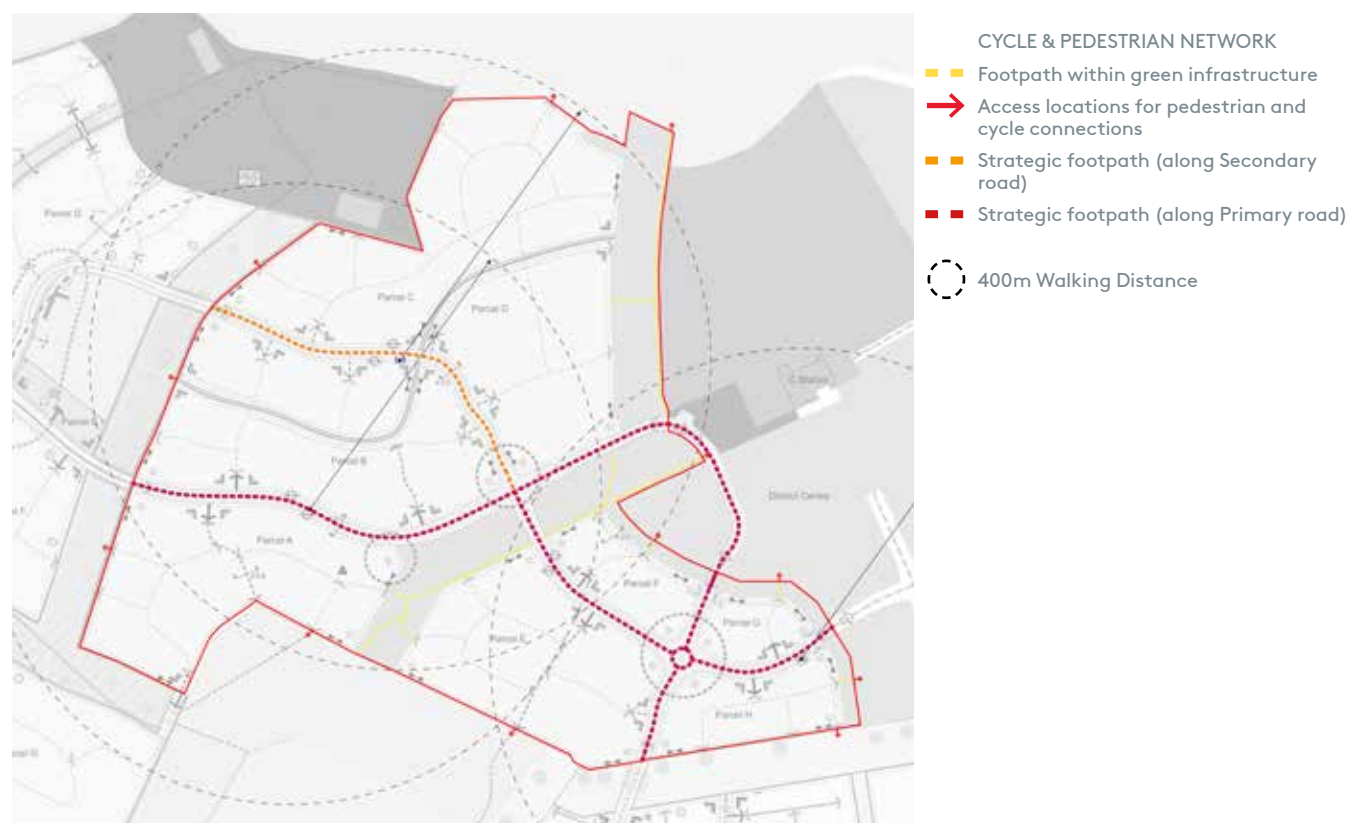 CYCLE & PEDESTRIAN NETWORK
Footpath within green infrastructure
Access locations for pedestrian and
cycle connections
Strategic footpath (along Secondary
road)
Strategic footpath (along Primary road)
400m Walking Distance
Parcel C
Parcel D
Parcel B
Parcel A
District Centre
Parcel F
Parcel G
Parcel E
Parcel H